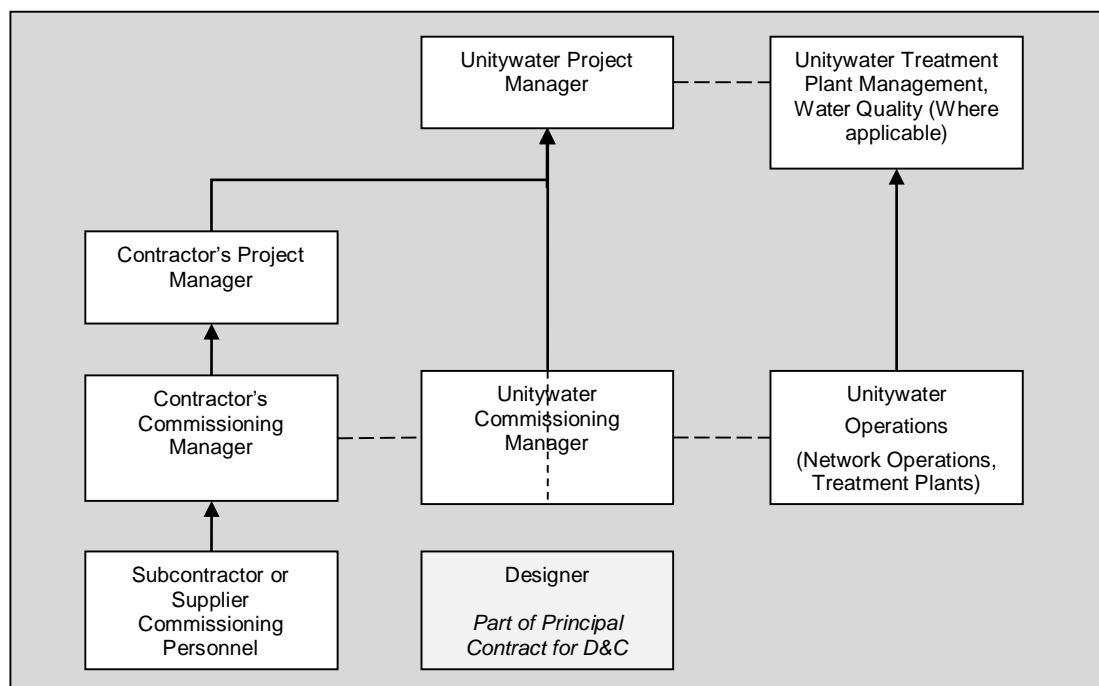 Unitywater Project
Manager
Unitywater Treatment
Plant Management,
Water Quality (Where
applicable)
Contractor’s Project
Manager
Contractor’s
Commissioning
Manager
Unitywater
Commissioning
Manager
Unitywater
Operations
(Network Operations,
Treatment Plants)
Subcontractor or
Supplier
Commissioning
Personnel
Designer
Part of Principal
Contract for D&C